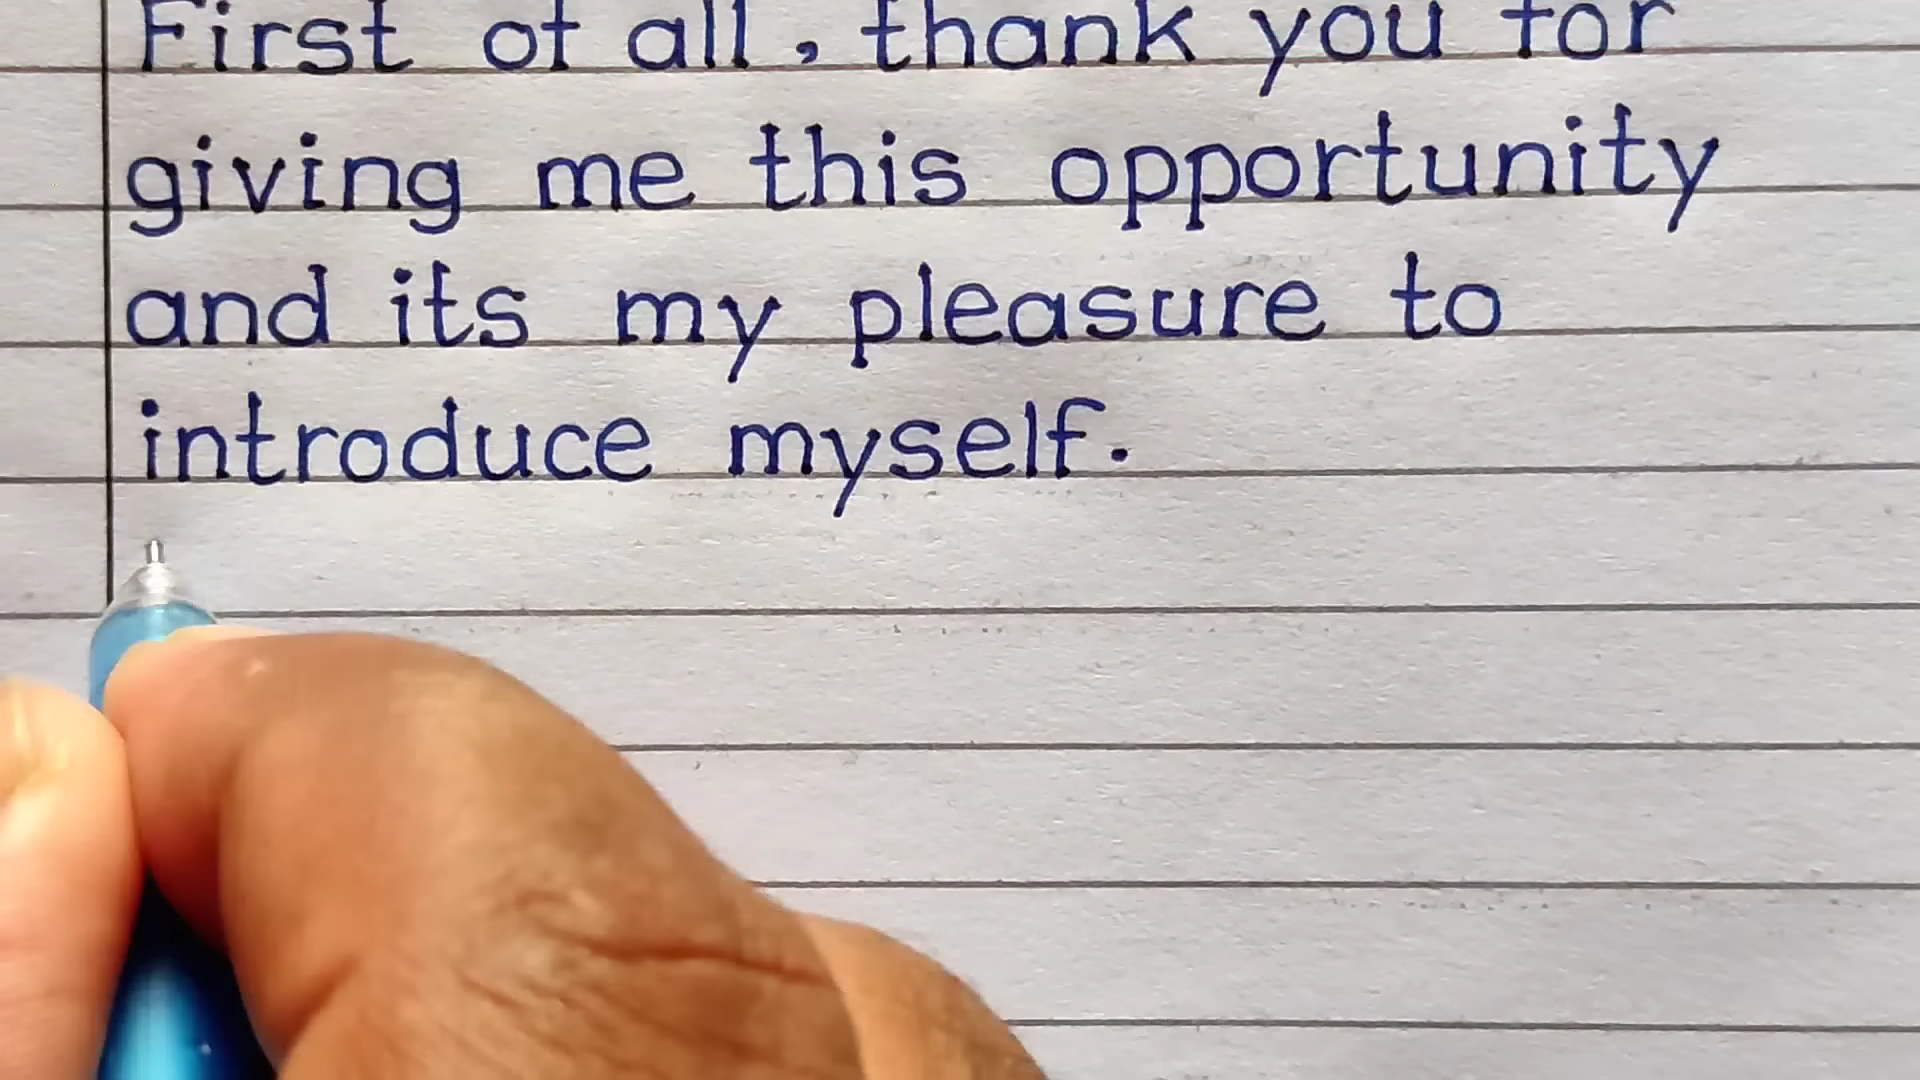 First of all, thank you for
giving me this opportunity
and its my pleasure to
introduce myself.